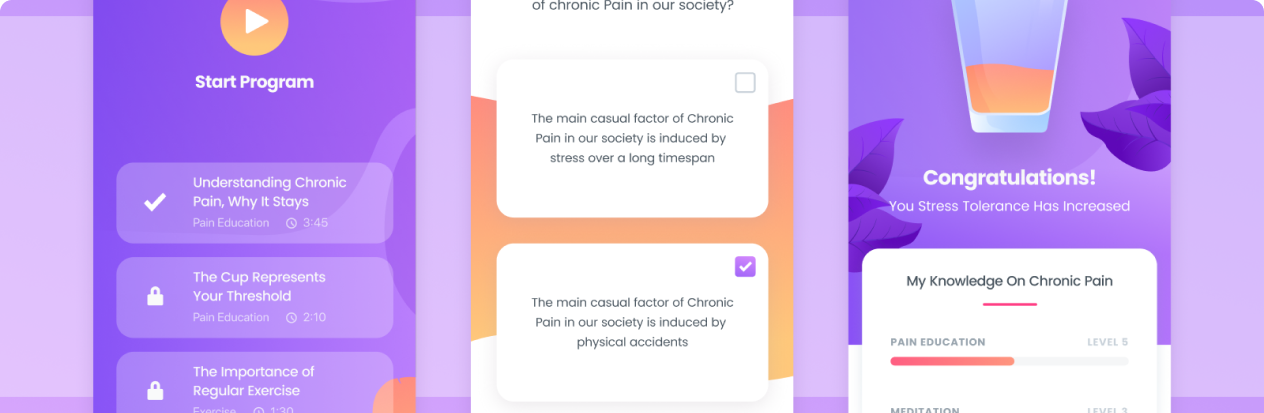 Start Program
Understanding Chronic
Pain, Why It Stays
Pain Education 3:45
The Cup Represents
Your Threshold
Pain Education 2:10
The Importance of
Regular Exercise
Exercise 1:30
of chronic Pain in our society?
The main casual factor of Chronic
Pain in our society is induced by
stress over a long timespan
The main casual factor of Chronic
Pain in our society is induced by
physical accidents
Congratulations!
You Stress Tolerance Has Increased
My Knowledge On Chronic Pain
PAIN EDUCATION LEVEL 5
MEDITATION LEVEL 3